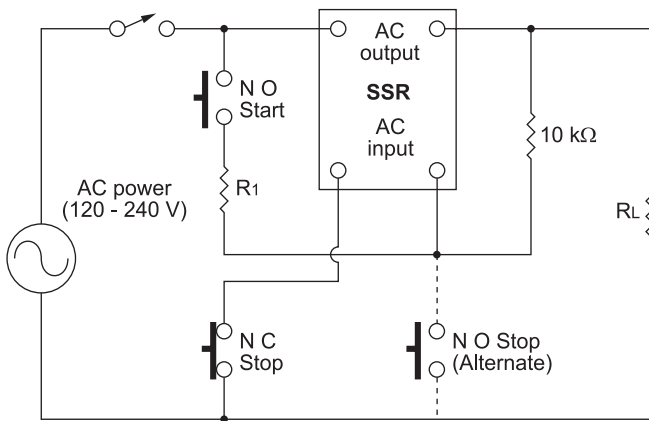 AC
output
SSR
AC
input
N O
Start
R1
10 kΩ
AC power
(120 - 240 V)
RL
N C
Stop
N O Stop
(Alternate)